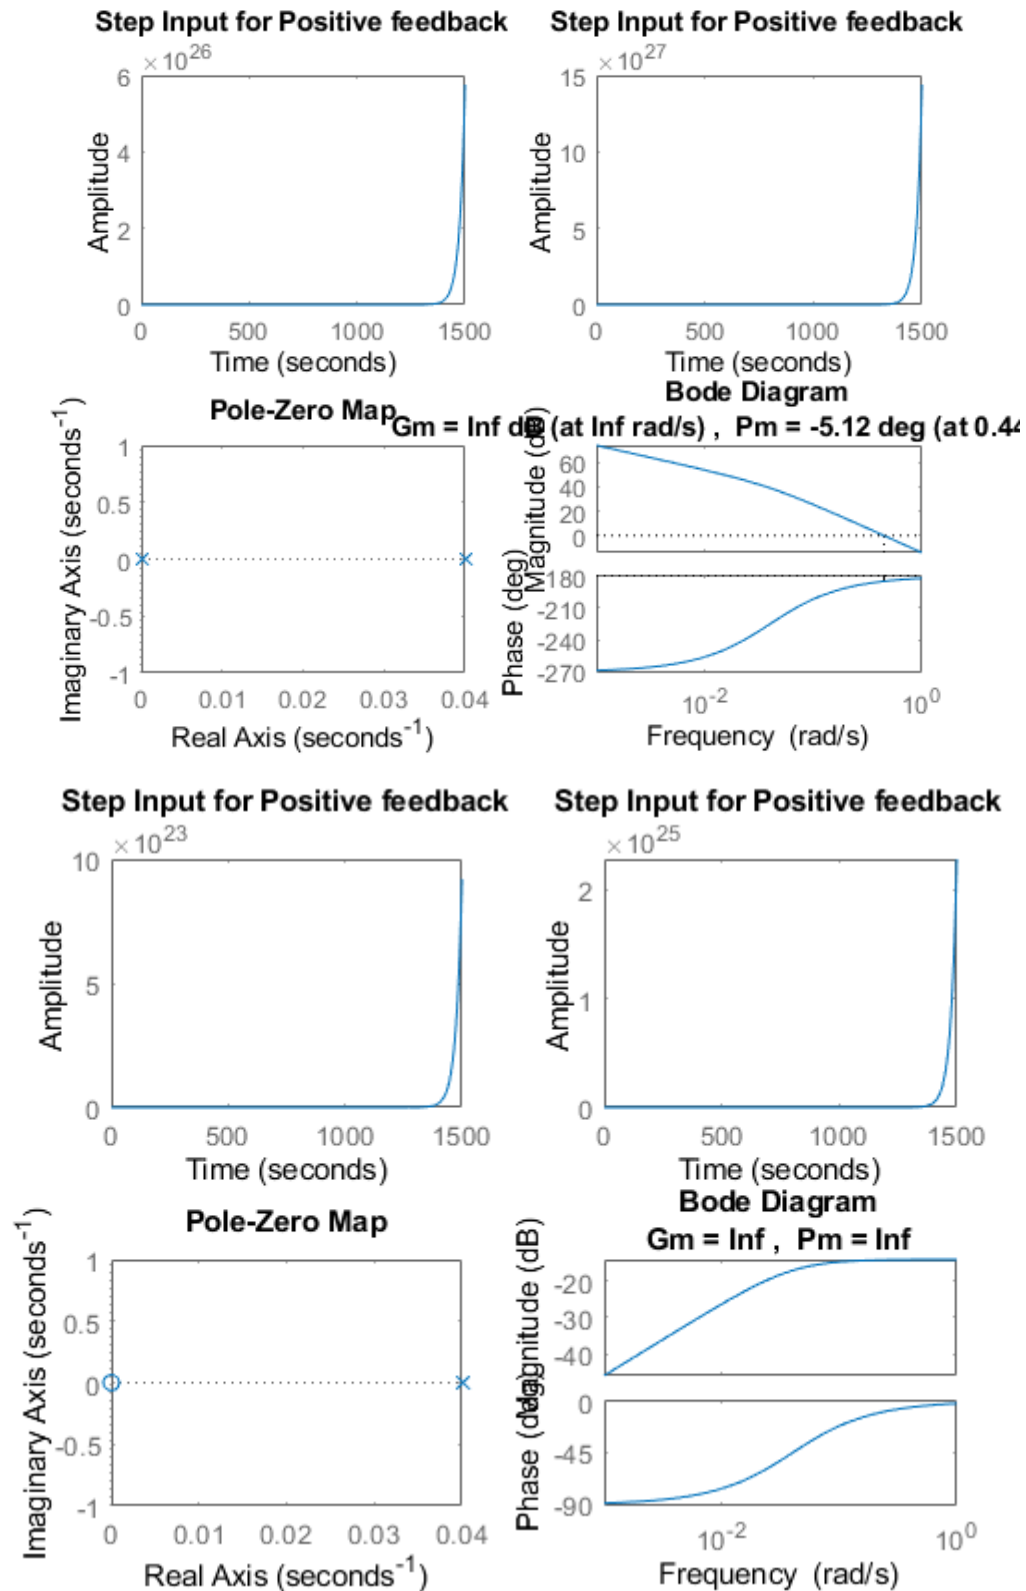 Step Input for Positive feedback
× 10^26
6
4
2
0
Amplitude
0 500 1000 1500
Time (seconds)
Step Input for Positive feedback
× 10^27
15
10
5
0
Amplitude
0 500 1000 1500
Time (seconds)
Pole-Zero Map
1
0.5
0
-0.5
-1
Imaginary Axis (seconds^-1)
0 0.01 0.02 0.03 0.04
Real Axis (seconds^-1)
Bode Diagram
Gm = Inf dB (at Inf rad/s) , Pm = -5.12 deg (at 0.44
Magnitude (dB)
60
40
20
0
Phase (deg)
-180
-210
-240
-270
10^-2 10^0
Frequency (rad/s)
Step Input for Positive feedback
× 10^23
10
5
0
Amplitude
0 500 1000 1500
Time (seconds)
Step Input for Positive feedback
× 10^25
2
1
0
Amplitude
0 500 1000 1500
Time (seconds)
Pole-Zero Map
1
0.5
0
-0.5
-1
Imaginary Axis (seconds^-1)
0 0.01 0.02 0.03 0.04
Real Axis (seconds^-1)
Bode Diagram
Gm = Inf , Pm = Inf
Magnitude (dB)
-20
-30
-40
Phase (deg)
0
-45
-90
10^-2 10^0
Frequency (rad/s)